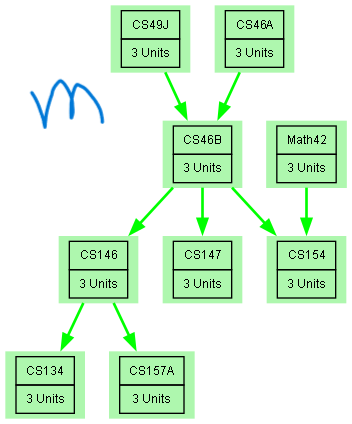 CS49J
3 Units
CS46A
3 Units
m
CS46B
3 Units
Math42
3 Units
CS146
3 Units
CS147
3 Units
CS154
3 Units
CS134
3 Units
CS157A
3 Units